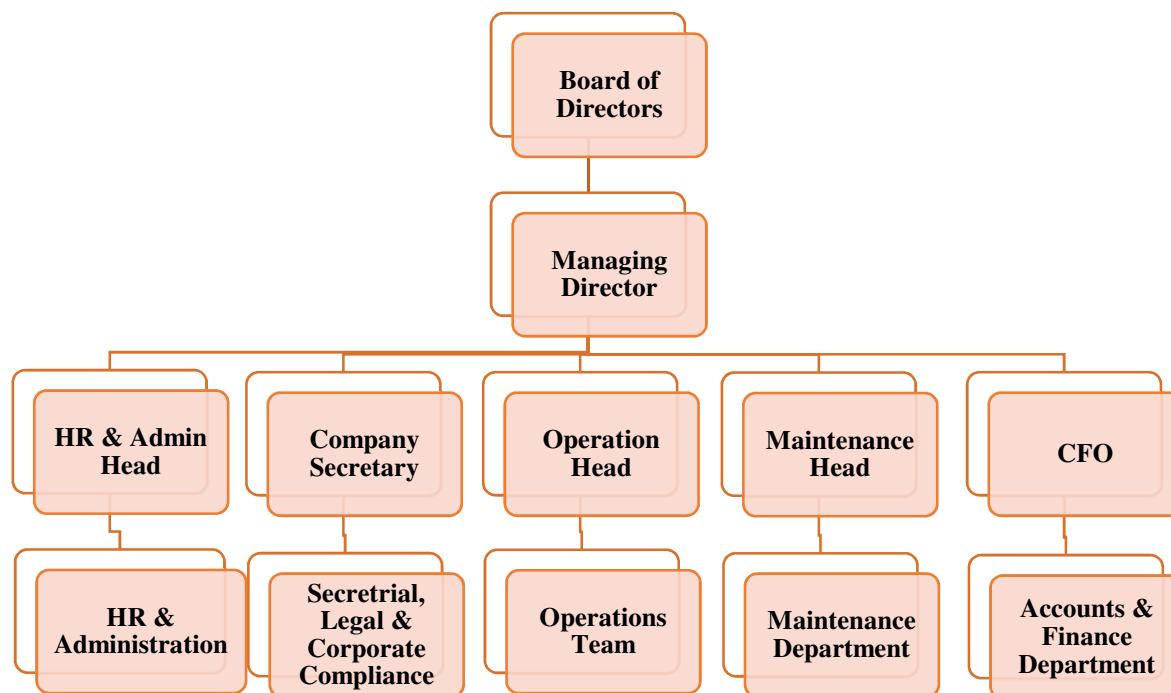 Board of
Directors
Managing
Director
HR & Admin
Head
Company
Secretary
Operation
Head
Maintenance
Head
CFO
HR &
Administration
Secretrial,
Legal &
Corporate
Compliance
Operations
Team
Maintenance
Department
Accounts &
Finance
Department